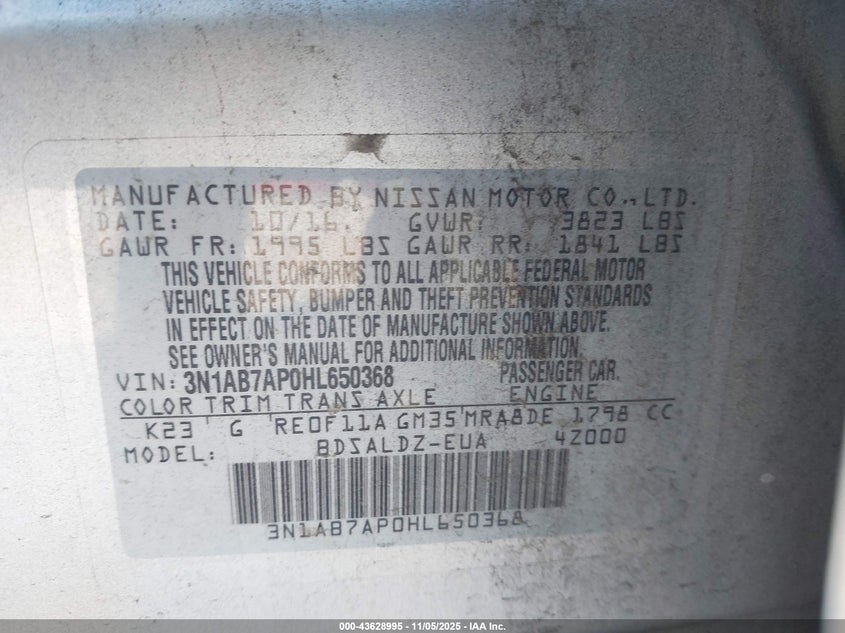 MANUFACTURED BY NISSAN MOTOR CO., LTD.
DATE: 10/16 GVWR: 3823 LBS
GAWR FR: 1995 LBS GAWR RR: 1841 LBS
THIS VEHICLE CONFORMS TO ALL APPLICABLE FEDERAL MOTOR
VEHICLE SAFETY, BUMPER AND THEFT PREVENTION STANDARDS
IN EFFECT ON THE DATE OF MANUFACTURE SHOWN ABOVE.
SEE OWNER'S MANUAL FOR ADDITIONAL INFORMATION.
VIN: 3N1AB7AP0HL650368 PASSENGER CAR.
COLOR TRIM TRANS AXLE ENGINE
K23 G RE0F11A GM35 MRA8DE 1798 CC
MODEL: BDSALDZ-EUA 4Z000
3N1AB7AP0HL650368
000-43628995 - 11/05/2025 - IAA Inc.